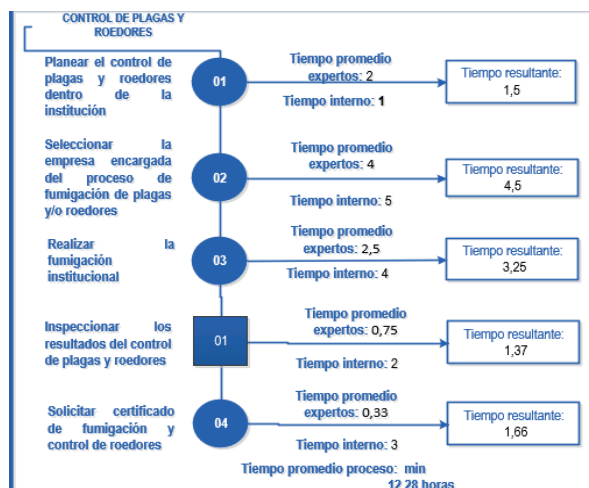 CONTROL DE PLAGAS Y
ROEDORES
Planear el control de
plagas y roedores
dentro de la
institución
01
Tiempo promedio
expertos: 2
Tiempo interno: 1
Tiempo resultante:
1,5
Seleccionar la
empresa encargada
del proceso de
fumigación de plagas
y/o roedores
02
Tiempo promedio
expertos: 4
Tiempo interno: 5
Tiempo resultante:
4,5
Realizar la
fumigación
institucional
03
Tiempo promedio
expertos: 2,5
Tiempo interno: 4
Tiempo resultante:
3,25
Inspeccionar los
resultados del control
de plagas y roedores
01
Tiempo promedio
expertos: 0,75
Tiempo interno: 2
Tiempo resultante:
1,37
Solicitar certificado
de fumigación y
control de roedores
04
Tiempo promedio
expertos: 0,33
Tiempo interno: 3
Tiempo resultante:
1,66
Tiempo promedio proceso: min
12,28 horas